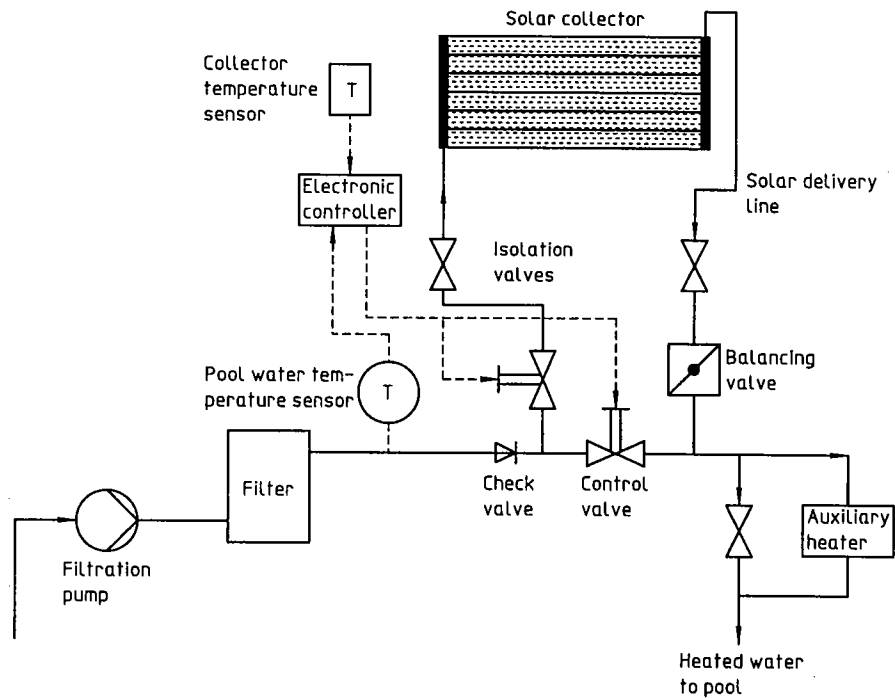 Solar collector
Collector
temperature
sensor
T
Electronic
controller
Solar delivery
line
Isolation
valves
Pool water tem-
perature sensor
T
Balancing
valve
Filter
Check
valve
Control
valve
Auxiliary
heater
Filtration
pump
Heated water
to pool